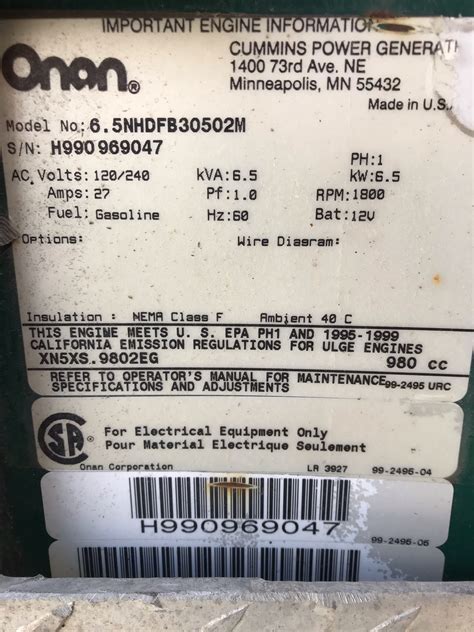 IMPORTANT ENGINE INFORMATION
Onan®
CUMMINS POWER GENERATI
1400 73rd Ave. NE
Minneapolis, MN 55432
Made in U.S.
Model No: 6.5NHDFB30502M
S/N: H990969047
PH:1
AC Volts: 120/240 kVA:6.5 kW:6.5
Amps: 27 Pf:1.0 RPM:1800
Fuel: Gasoline Hz:60 Bat:12V
Options: Wire Diagram:
Insulation: NEMA Class F Ambient 40 C
THIS ENGINE MEETS U. S. EPA PH1 AND 1995-1999
CALIFORNIA EMISSION REGULATIONS FOR ULGE ENGINES
XN5XS.9802EG 980 cc
REFER TO OPERATOR'S MANUAL FOR MAINTENANCE
SPECIFICATIONS AND ADJUSTMENTS 99-2495 URC
SA
For Electrical Equipment Only
Pour Material Electrique Seulement
Onan Corporation LR 3927 99-2495-04
H990969047
99-2495-05